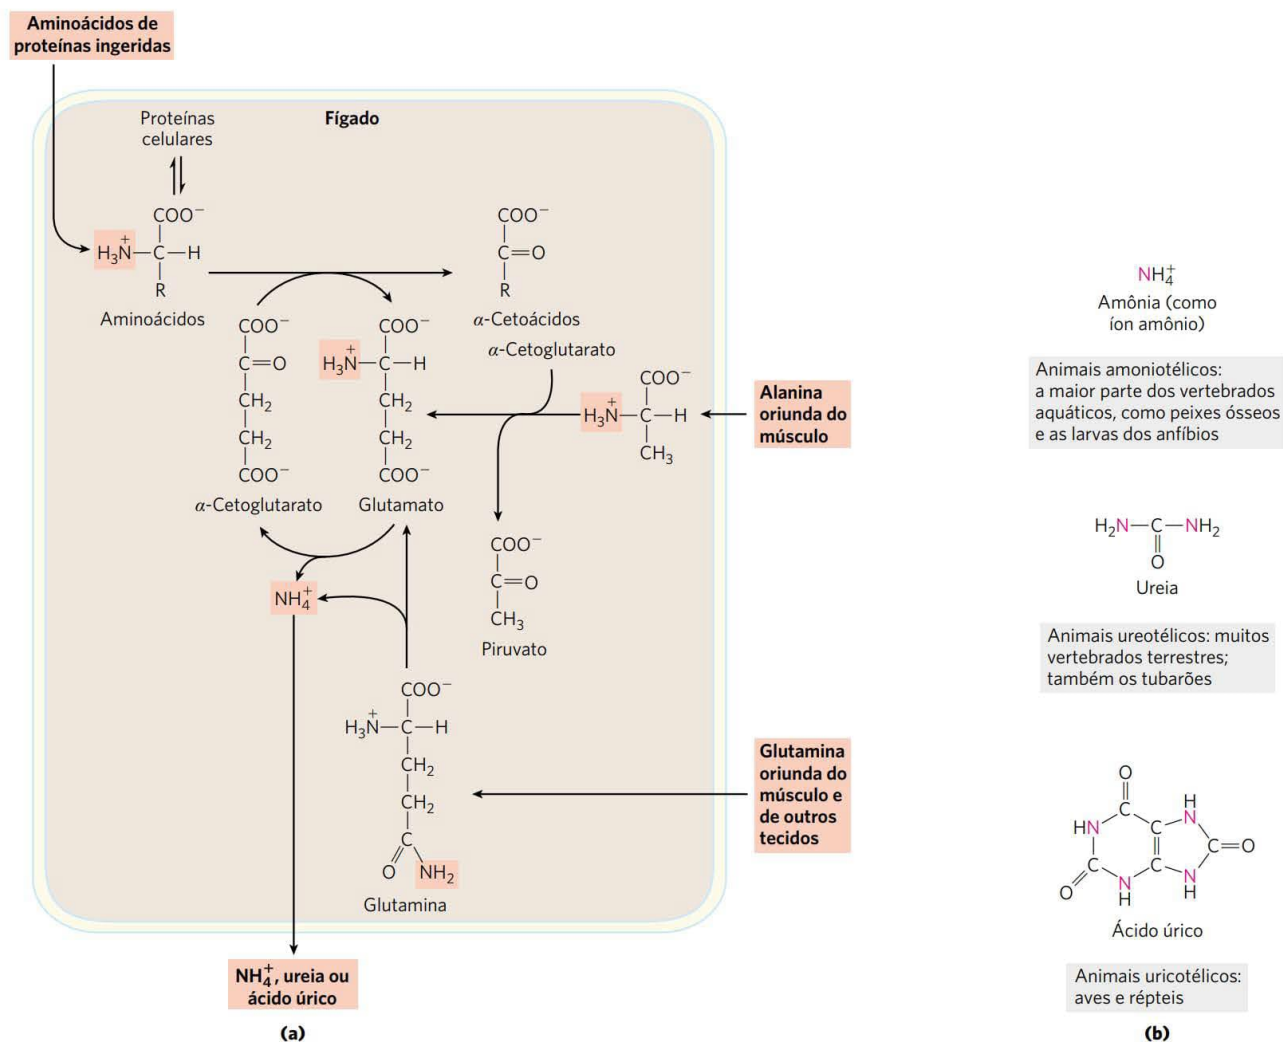 Aminoácidos de
proteínas ingeridas
Proteínas
celulares
Fígado
COO⁻
H₃N⁺—C—H
R
Aminoácidos
COO⁻
C=O
R
α-Cetoácidos
COO⁻
C=O
CH₂
CH₂
COO⁻
α-Cetoglutarato
COO⁻
H₃N⁺—C—H
CH₂
CH₂
COO⁻
Glutamato
α-Cetoglutarato
COO⁻
H₃N⁺—C—H
CH₃
Alanina
oriunda do
músculo
COO⁻
C=O
CH₃
Piruvato
NH₄⁺
COO⁻
H₃N⁺—C—H
CH₂
CH₂
C
O NH₂
Glutamina
Glutamina
oriunda do
músculo e
de outros
tecidos
NH₄⁺, ureia ou
ácido úrico
(a)
NH₄⁺
Amônia (como
íon amônio)
Animais amoniotélicos:
a maior parte dos vertebrados
aquáticos, como peixes ósseos
e as larvas dos anfíbios
H₂N—C—NH₂
O
Ureia
Animais ureotélicos: muitos
vertebrados terrestres;
também os tubarões
O
C H
HN C N
C=O
C C N
O N H
H
Ácido úrico
Animais uricotélicos:
aves e répteis
(b)